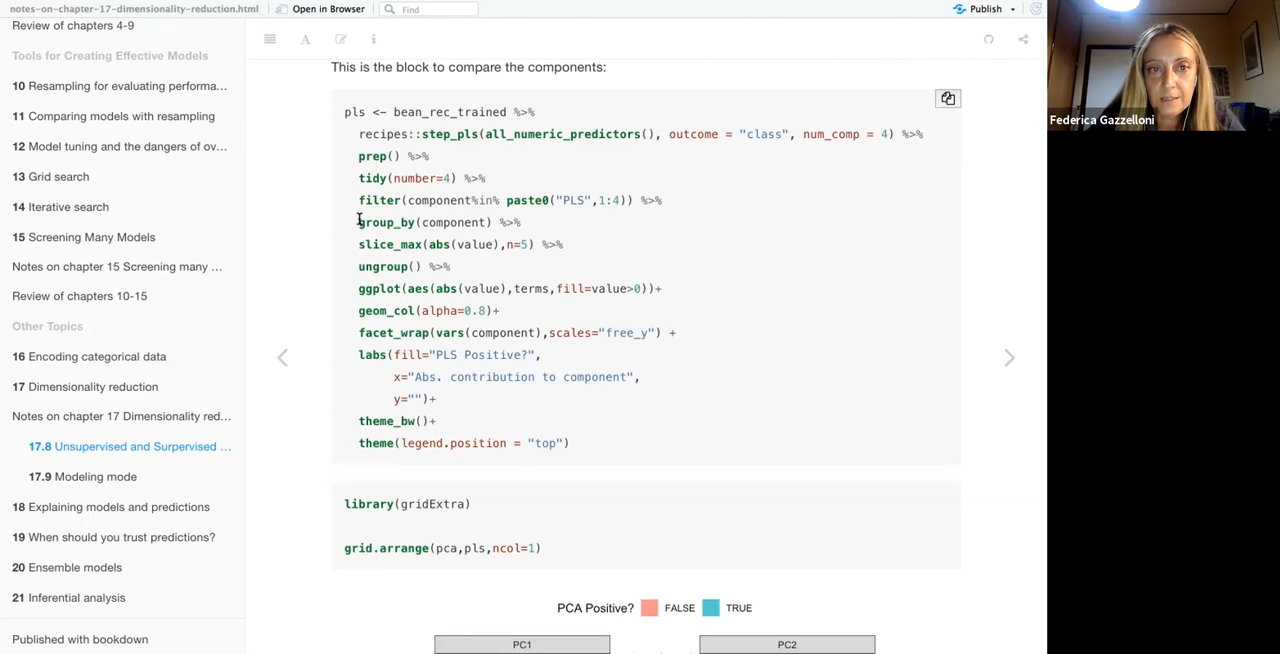 notes-on-chapter-17-dimensionality-reduction.html
Open in Browser
Find
Publish
Review of chapters 4-9
Tools for Creating Effective Models
10 Resampling for evaluating performa...
11 Comparing models with resampling
12 Model tuning and the dangers of ov...
13 Grid search
14 Iterative search
15 Screening Many Models
Notes on chapter 15 Screening many ...
Review of chapters 10-15
Other Topics
16 Encoding categorical data
17 Dimensionality reduction
Notes on chapter 17 Dimensionality red...
17.8 Unsupervised and Surpervised ...
17.9 Modeling mode
18 Explaining models and predictions
19 When should you trust predictions?
20 Ensemble models
21 Inferential analysis
Published with bookdown
This is the block to compare the components:
pls <- bean_rec_trained %>%
recipes::step_pls(all_numeric_predictors(), outcome = "class", num_comp = 4) %>%
prep() %>%
tidy(number=4) %>%
filter(component%in% paste0("PLS",1:4)) %>%
group_by(component) %>%
slice_max(abs(value),n=5) %>%
ungroup() %>%
ggplot(aes(abs(value),terms,fill=value>0))+
geom_col(alpha=0.8)+
facet_wrap(vars(component),scales="free_y") +
labs(fill="PLS Positive?",
x="Abs. contribution to component",
y="")+
theme_bw()+
theme(legend.position = "top")
library(gridExtra)
grid.arrange(pca,pls,ncol=1)
PCA Positive? FALSE TRUE
PC1 PC2
Federica Gazzelloni